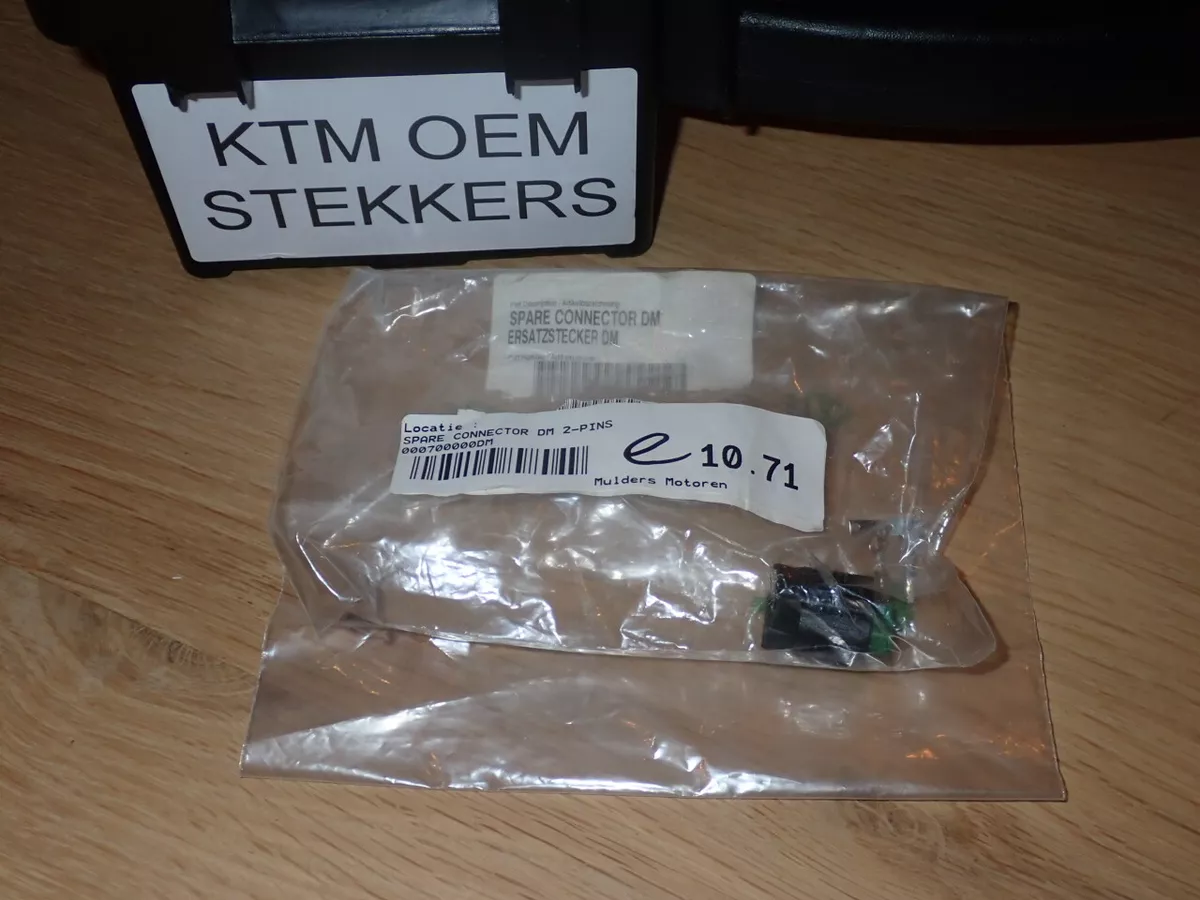 KTM OEM
STEKKERS
SPARE CONNECTOR DM
ERSATZSTECKER DM
Locatie :
SPARE CONNECTOR DM 2-PINS
000700000DM
e 10.71
Mulders Motoren